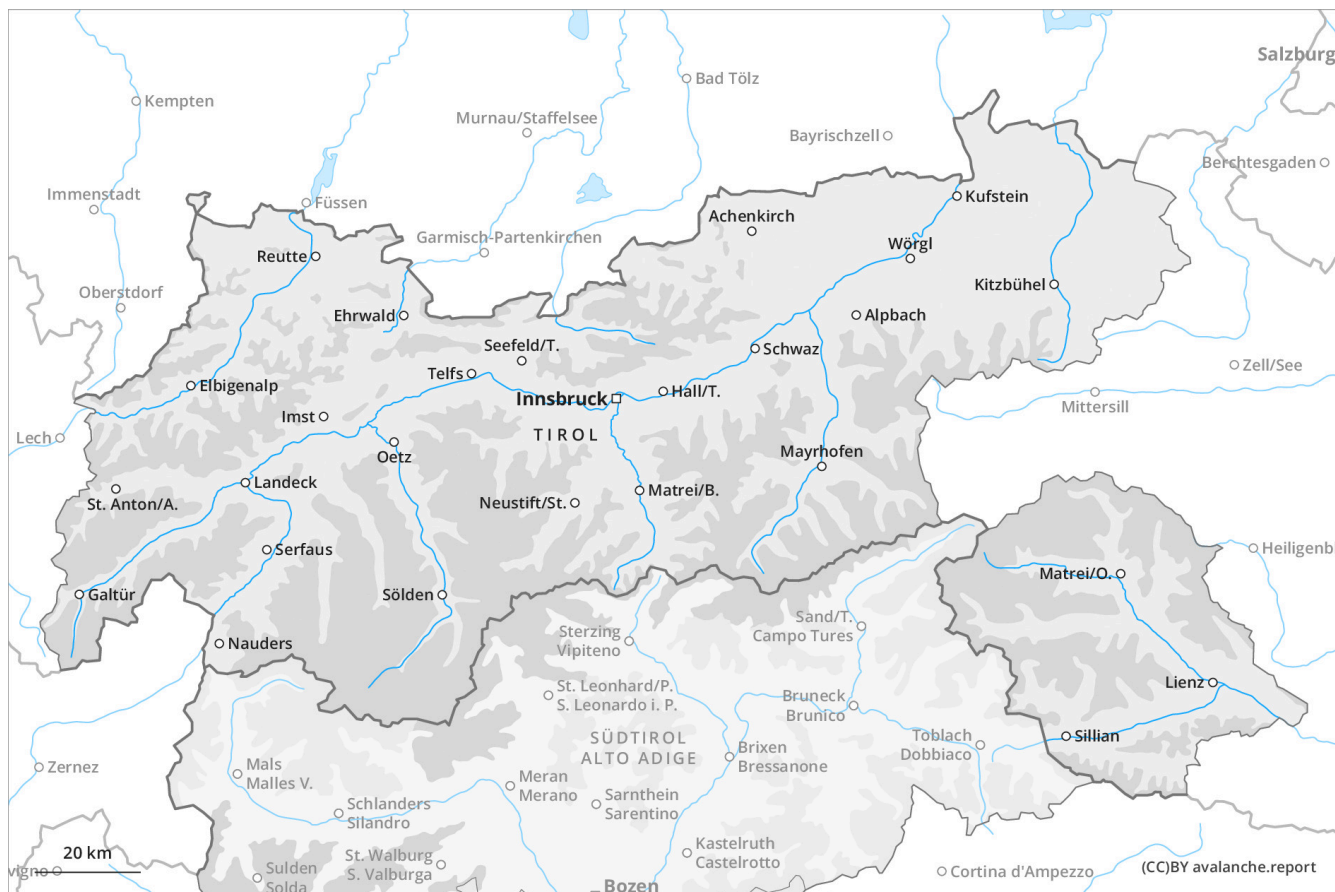 Salzburg
Kempten
Bad Tölz
Murnau/Staffelsee
Bayrischzell
Berchtesgaden
Immenstadt
Füssen
Kufstein
Achenkirch
Garmisch-Partenkirchen
Wörgl
Reutte
Oberstdorf
Kitzbühel
Ehrwald
Alpbach
Seefeld/T.
Schwaz
Zell/See
Telfs
Elbigenalp
Hall/T.
Innsbruck
Mittersill
Imst
TIROL
Lech
Oetz
Mayrhofen
Landeck
Matrei/B.
St. Anton/A.
Neustift/St.
Serfaus
Heiligenb
Matrei/O.
Galtür
Sölden
Sand/T.
Campo Tures
Sterzing
Vipiteno
Nauders
Lienz
St. Leonhard/P.
S. Leonardo i. P.
Bruneck
Brunico
SÜDTIROL
ALTO ADIGE
Toblach
Dobbiaco
Sillian
Brixen
Bressanone
Zernez
Mals
Malles V.
Meran
Merano
Schlanders
Silandro
Sarnthein
Sarentino
Kastelruth
Castelrotto
20 km
St. Walburg
S. Valburga
vigno
Sulden
Solda
Cortina d'Ampezzo
(CC)BY avalanche.report
Bozen